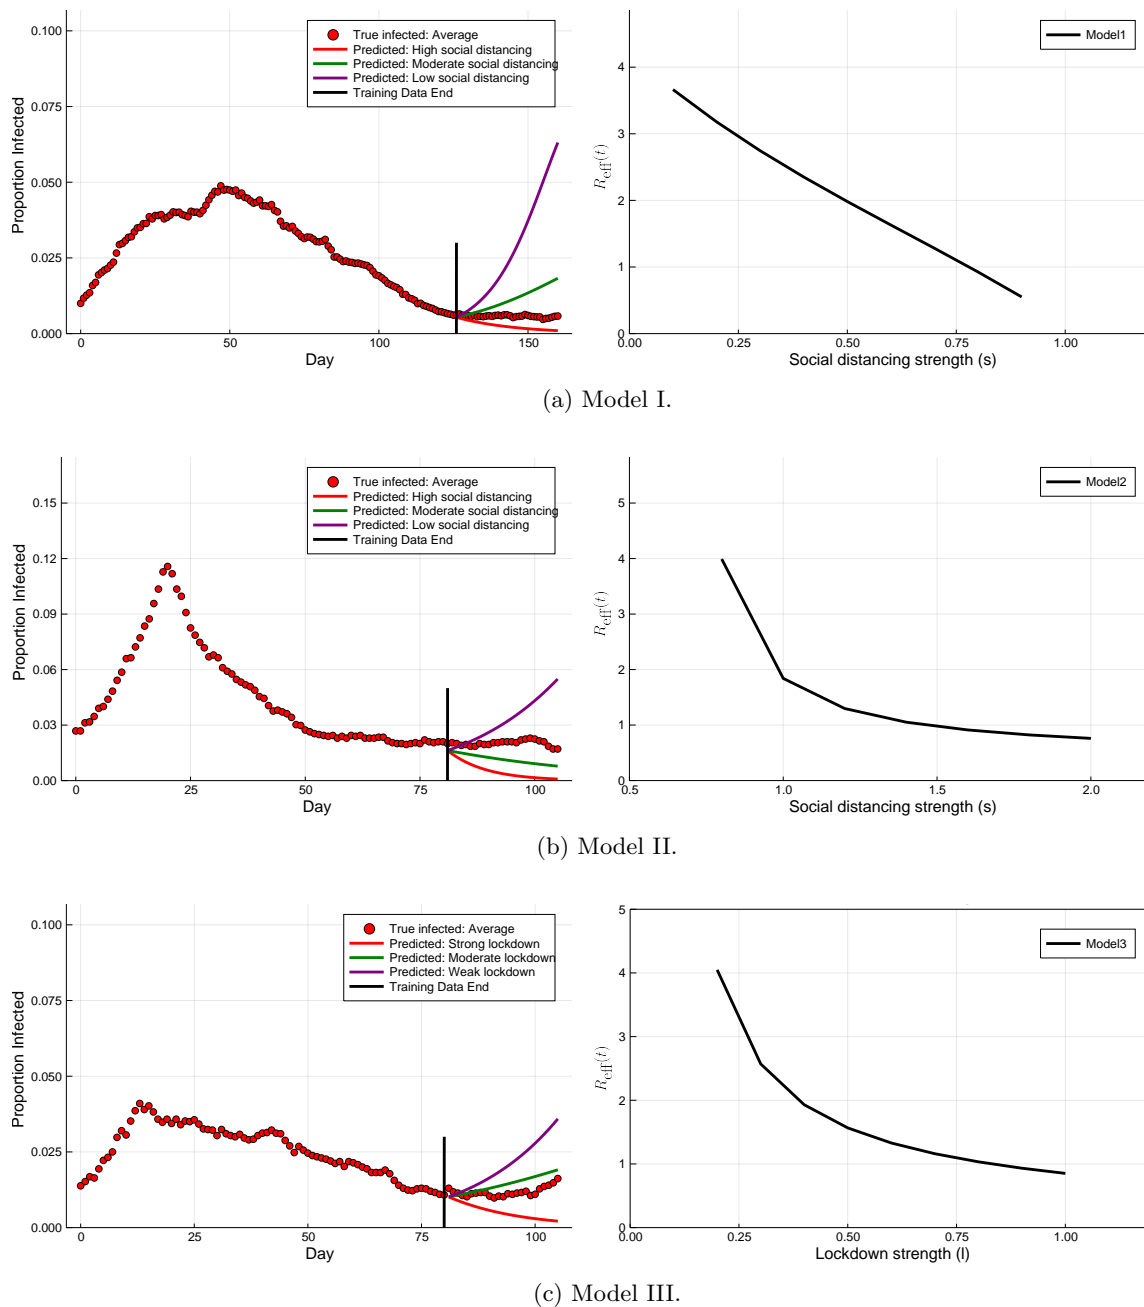 True infected: Average
Predicted: High social distancing
Predicted: Moderate social distancing
Predicted: Low social distancing
Training Data End
Proportion Infected
0.100
0.075
0.050
0.025
0.000
0
50
100
150
Day
Model1
R_eff(t)
4
3
2
1
0
0.00
0.25
0.50
0.75
1.00
Social distancing strength (s)
(a) Model I.
True infected: Average
Predicted: High social distancing
Predicted: Moderate social distancing
Predicted: Low social distancing
Training Data End
Proportion Infected
0.15
0.12
0.09
0.06
0.03
0.00
0
25
50
75
100
Day
Model2
R_eff(t)
5
4
3
2
1
0
0.5
1.0
1.5
2.0
Social distancing strength (s)
(b) Model II.
True infected: Average
Predicted: Strong lockdown
Predicted: Moderate lockdown
Predicted: Weak lockdown
Training Data End
Proportion Infected
0.100
0.075
0.050
0.025
0.000
0
25
50
75
100
Day
Model3
R_eff(t)
5
4
3
2
1
0
0.00
0.25
0.50
0.75
1.00
Lockdown strength (l)
(c) Model III.